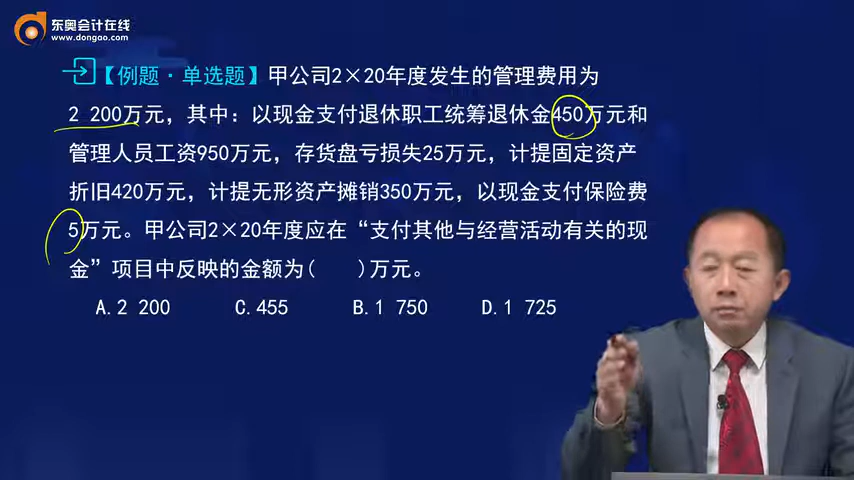 东奥会计在线
www.dongao.com
【例题·单选题】甲公司2×20年度发生的管理费用为
2 200万元，其中：以现金支付退休职工统筹退休金450万元和
管理人员工资950万元，存货盘亏损失25万元，计提固定资产
折旧420万元，计提无形资产摊销350万元，以现金支付保险费
5万元。甲公司2×20年度应在“支付其他与经营活动有关的现
金”项目中反映的金额为(    )万元。
A.2 200 C.455 B.1 750 D.1 725